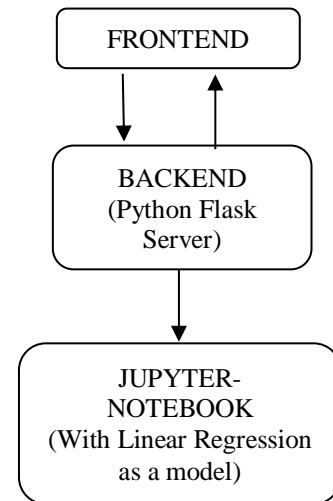 FRONTEND
BACKEND
(Python Flask
Server)
JUPYTER-
NOTEBOOK
(With Linear Regression
as a model)